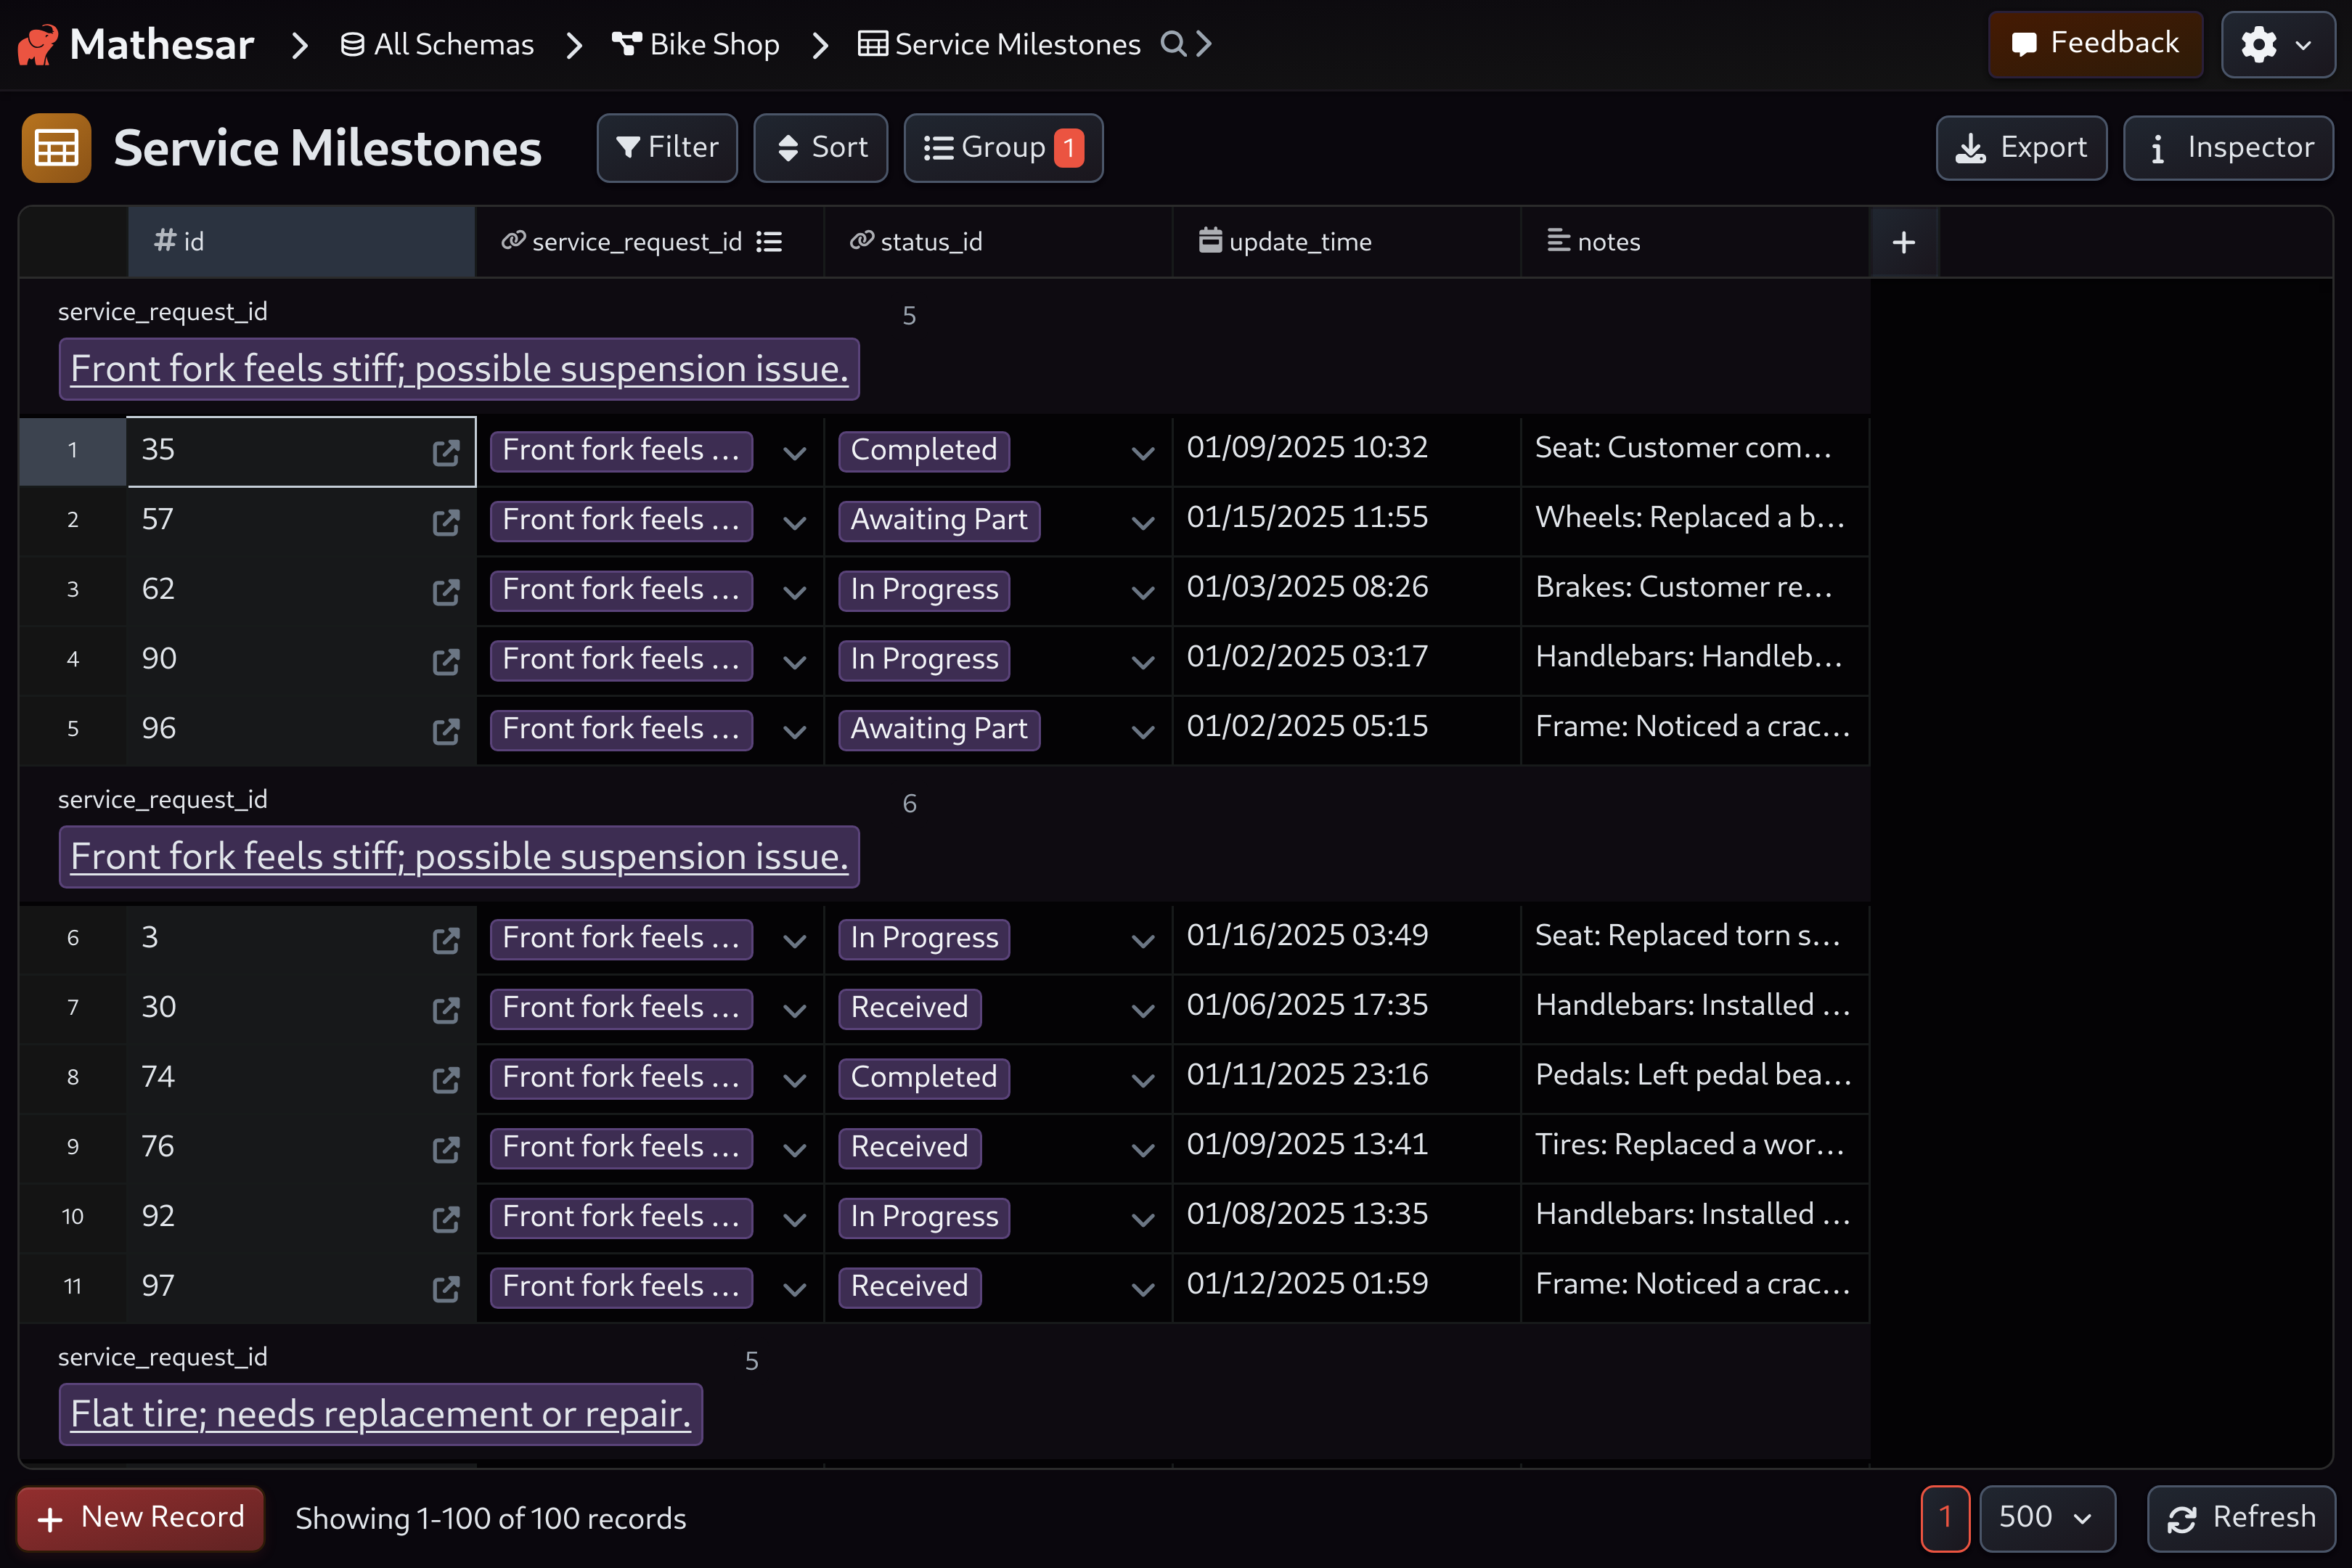 Mathesar All Schemas Bike Shop Service Milestones Feedback
Service Milestones Filter Sort Group 1 Export Inspector
id service_request_id status_id update_time notes
service_request_id 5
Front fork feels stiff; possible suspension issue.
1 35 Front fork feels ... Completed 01/09/2025 10:32 Seat: Customer com...
2 57 Front fork feels ... Awaiting Part 01/15/2025 11:55 Wheels: Replaced a b...
3 62 Front fork feels ... In Progress 01/03/2025 08:26 Brakes: Customer re...
4 90 Front fork feels ... In Progress 01/02/2025 03:17 Handlebars: Handleb...
5 96 Front fork feels ... Awaiting Part 01/02/2025 05:15 Frame: Noticed a crac...
service_request_id 6
Front fork feels stiff; possible suspension issue.
6 3 Front fork feels ... In Progress 01/16/2025 03:49 Seat: Replaced torn s...
7 30 Front fork feels ... Received 01/06/2025 17:35 Handlebars: Installed ...
8 74 Front fork feels ... Completed 01/11/2025 23:16 Pedals: Left pedal bea...
9 76 Front fork feels ... Received 01/09/2025 13:41 Tires: Replaced a wor...
10 92 Front fork feels ... In Progress 01/08/2025 13:35 Handlebars: Installed ...
11 97 Front fork feels ... Received 01/12/2025 01:59 Frame: Noticed a crac...
service_request_id 5
Flat tire; needs replacement or repair.
+ New Record Showing 1-100 of 100 records 1 500 Refresh